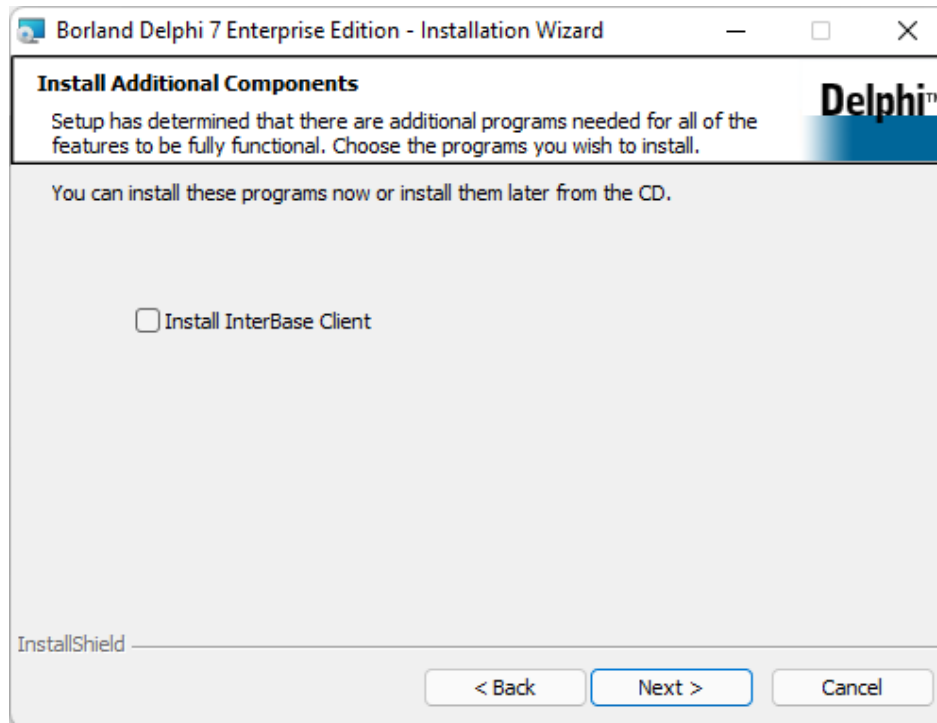 Borland Delphi 7 Enterprise Edition - Installation Wizard
Install Additional Components
Delphi™
Setup has determined that there are additional programs needed for all of the
features to be fully functional. Choose the programs you wish to install.
You can install these programs now or install them later from the CD.
Install InterBase Client
InstallShield
< Back Next > Cancel